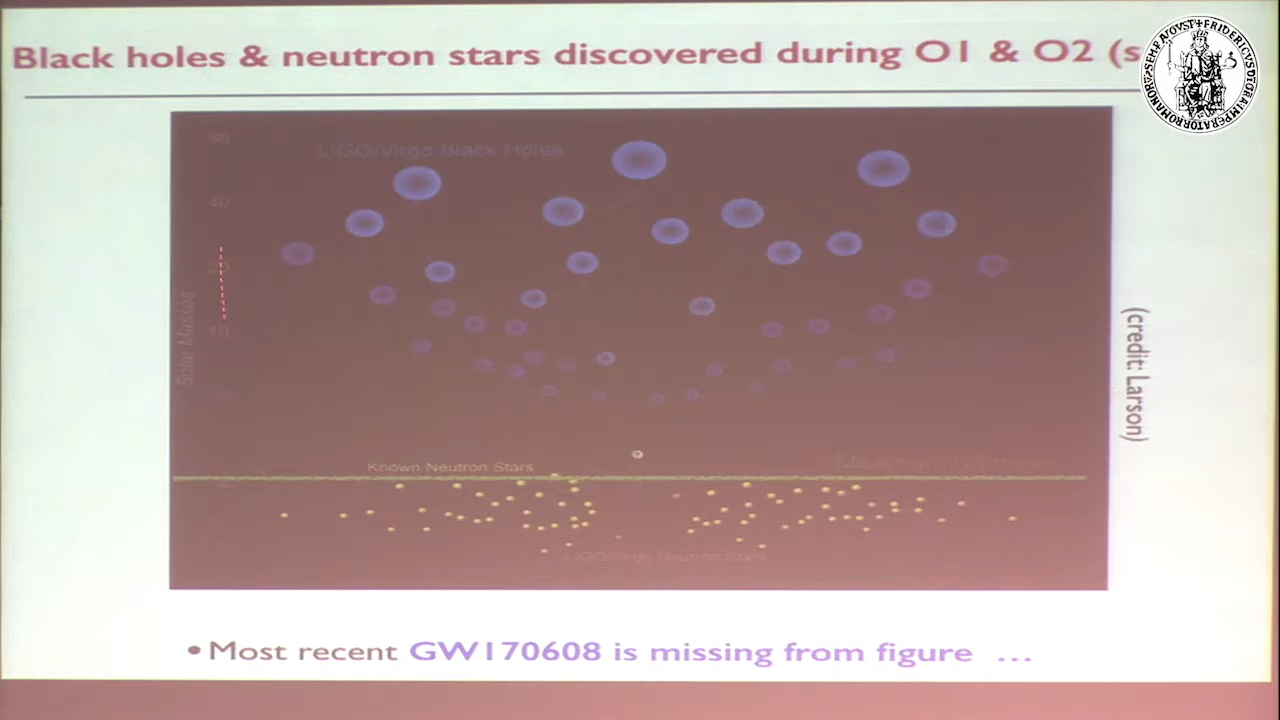 Black holes & neutron stars discovered during O1 & O2 (s
LIGO/Virgo Black Holes
80
40
20
10
Solar Masses
(credit: Larson)
Known Neutron Stars
LIGO/Virgo Neutron Stars
•Most recent GW170608 is missing from figure ...